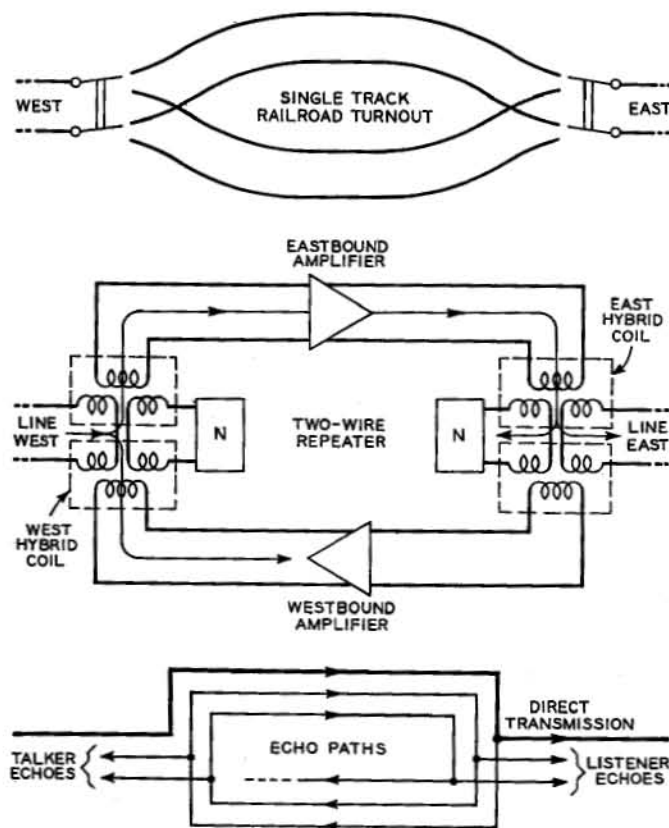 WEST
SINGLE TRACK
RAILROAD TURNOUT
EAST
EASTBOUND
AMPLIFIER
EAST
HYBRID
COIL
LINE
WEST
N
TWO-WIRE
REPEATER
N
LINE
EAST
WEST
HYBRID
COIL
WESTBOUND
AMPLIFIER
DIRECT
TRANSMISSION
TALKER
ECHOES
ECHO PATHS
LISTENER
ECHOES